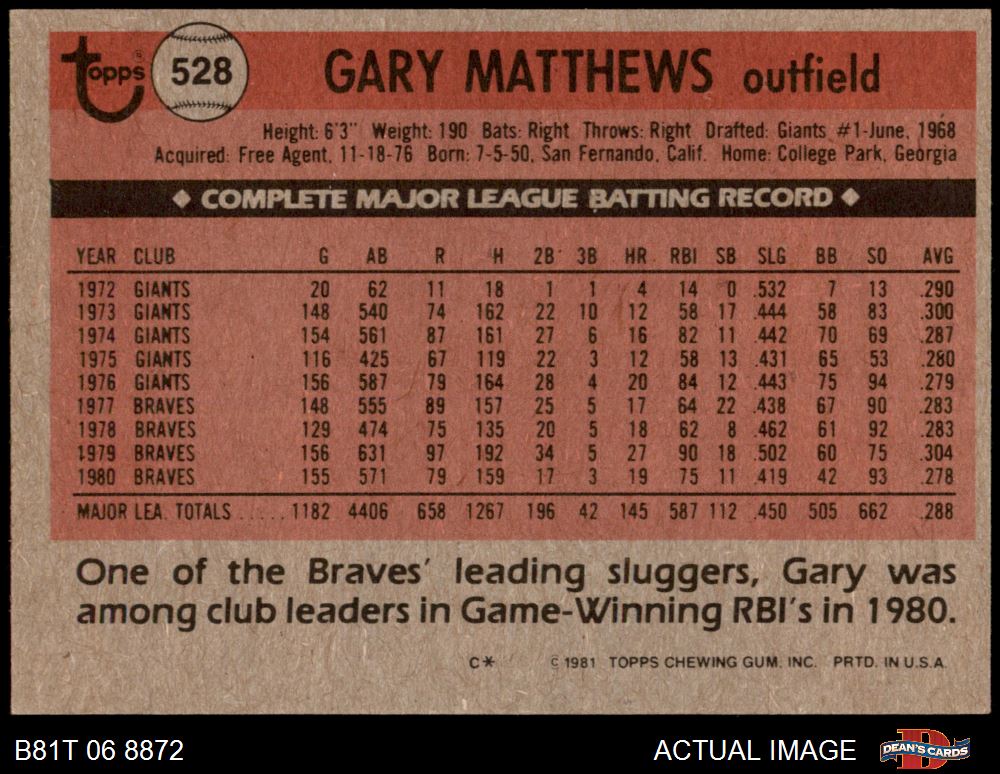 Topps ® 528 GARY MATTHEWS outfield
Height: 6'3" Weight: 190 Bats: Right Throws: Right Drafted: Giants #1-June, 1968
Acquired: Free Agent, 11-18-76 Born: 7-5-50, San Fernando, Calif. Home: College Park, Georgia
◆ COMPLETE MAJOR LEAGUE BATTING RECORD ◆
YEAR CLUB G AB R H 2B 3B HR RBI SB SLG BB SO AVG
1972 GIANTS 20 62 11 18 1 1 4 14 0 .532 7 13 .290
1973 GIANTS 148 540 74 162 22 10 12 58 17 .444 58 83 .300
1974 GIANTS 154 561 87 161 27 6 16 82 11 .442 70 69 .287
1975 GIANTS 116 425 67 119 22 3 12 58 13 .431 65 53 .280
1976 GIANTS 156 587 79 164 28 4 20 84 12 .443 75 94 .279
1977 BRAVES 148 555 89 157 25 5 17 64 22 .438 67 90 .283
1978 BRAVES 129 474 75 135 20 5 18 62 8 .462 61 92 .283
1979 BRAVES 156 631 97 192 34 5 27 90 18 .502 60 75 .304
1980 BRAVES 155 571 79 159 17 3 19 75 11 .419 42 93 .278
MAJOR LEA. TOTALS ..... 1182 4406 658 1267 196 42 145 587 112 .450 505 662 .288
One of the Braves' leading sluggers, Gary was
among club leaders in Game-Winning RBI's in 1980.
C* © 1981 TOPPS CHEWING GUM, INC. PRTD. IN U.S.A.
B81T 06 8872 ACTUAL IMAGE DEAN'S CARDS